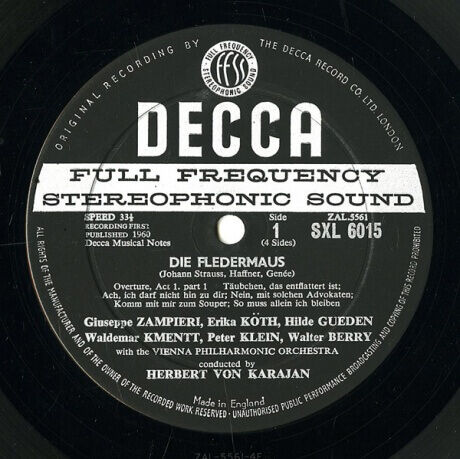 ORIGINAL RECORDING BY THE DECCA RECORD CO. LTD. LONDON
FULL FREQUENCY
ffss
STEREOPHONIC SOUND
DECCA
FULL FREQUENCY
STEREOPHONIC SOUND
SPEED 33⅓
RECORDING FIRST
PUBLISHED 1960
Decca Musical Notes
Side
1
(4 Sides)
ZAL.5561
SXL 6015
DIE FLEDERMAUS
(Johann Strauss, Haffner, Genée)
Overture, Act 1. part 1 Täubchen, das entflattert ist;
Ach, ich darf nicht hin zu dir; Nein, mit solchen Advokaten;
Komm mit mir zum Souper; So muss allein ich bleiben
Giuseppe ZAMPIERI, Erika KÖTH, Hilde GUEDEN
Waldemar KMENTT, Peter KLEIN, Walter BERRY
with the VIENNA PHILHARMONIC ORCHESTRA
conducted by
HERBERT VON KARAJAN
Made in England
ALL RIGHTS OF THE MANUFACTURER AND OF THE OWNER OF THE RECORDED WORK RESERVED · UNAUTHORISED PUBLIC PERFORMANCE BROADCASTING AND COPYING OF THIS RECORD PROHIBITED